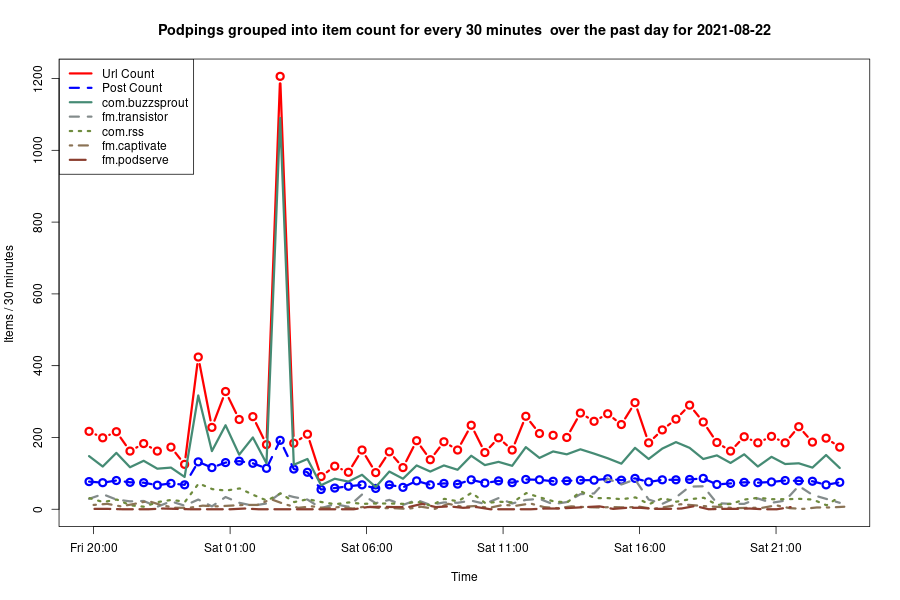 Podpings grouped into item count for every 30 minutes  over the past day for 2021-08-22
Url Count
Post Count
com.buzzsprout
fm.transistor
com.rss
fm.captivate
fm.podserve
Items / 30 minutes
1200
1000
800
600
400
200
0
Fri 20:00 Sat 01:00 Sat 06:00 Sat 11:00 Sat 16:00 Sat 21:00
Time